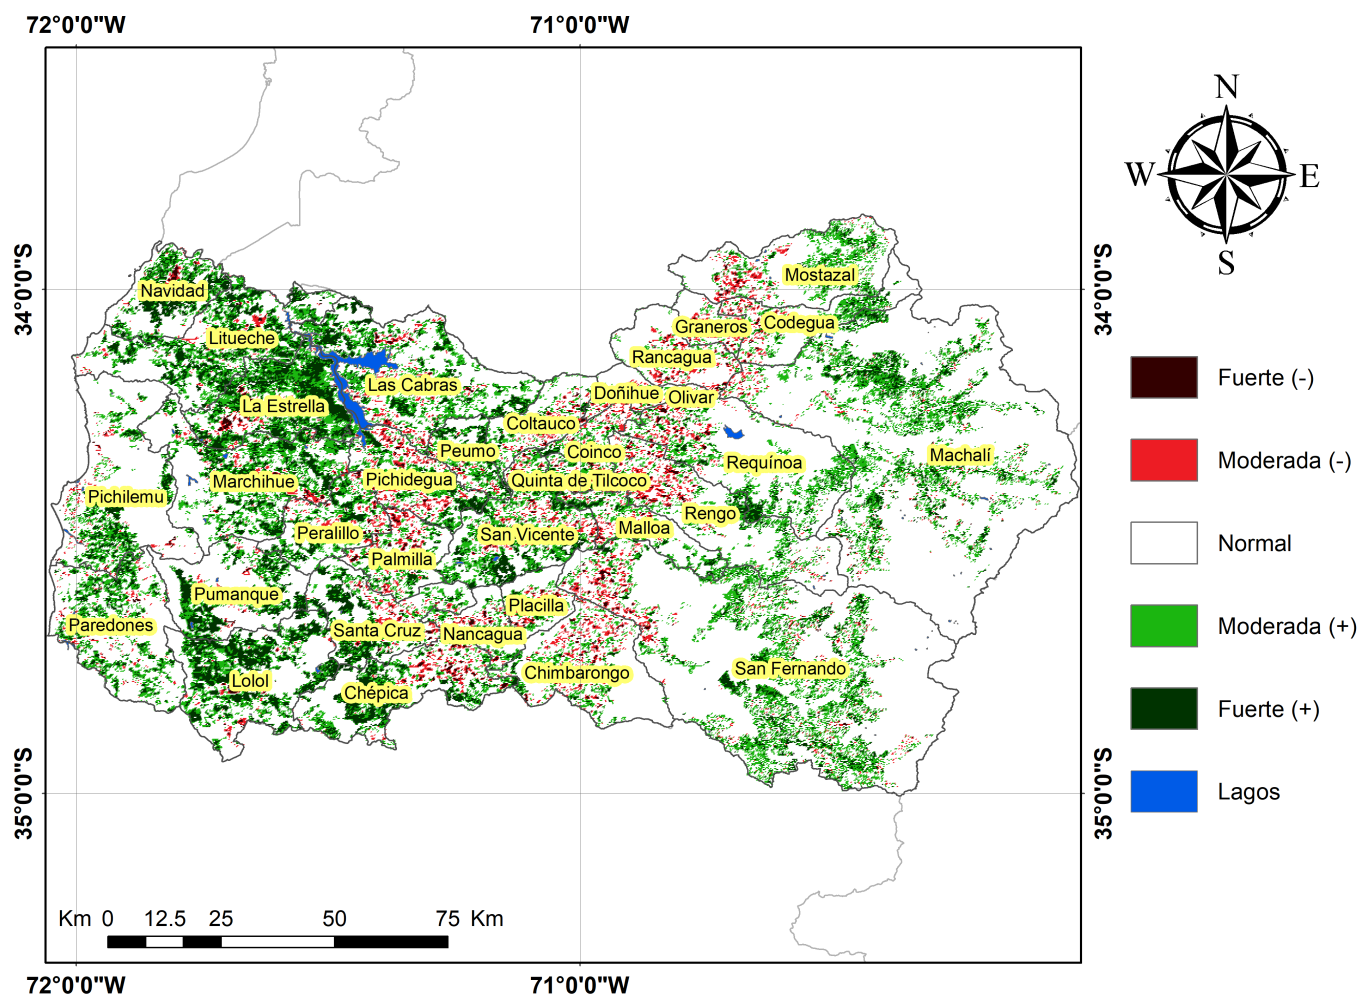 72°0'0"W
71°0'0"W
N
W
E
S
34°0'0"S
34°0'0"S
Mostazal
Navidad
Graneros
Codegua
Litueche
Rancagua
Las Cabras
Doñihue
Olivar
La Estrella
Coltauco
Peumo
Coinco
Requínoa
Machalí
Marchihue
Pichidegua
Quinta de Tilcoco
Pichilemu
Rengo
Peralillo
San Vicente
Malloa
Palmilla
Pumanque
Placilla
Paredones
Santa Cruz
Nancagua
Chimbarongo
San Fernando
Lolol
Chépica
Fuerte (-)
Moderada (-)
Normal
Moderada (+)
Fuerte (+)
Lagos
35°0'0"S
35°0'0"S
Km 0 12.5 25 50 75 Km
72°0'0"W
71°0'0"W